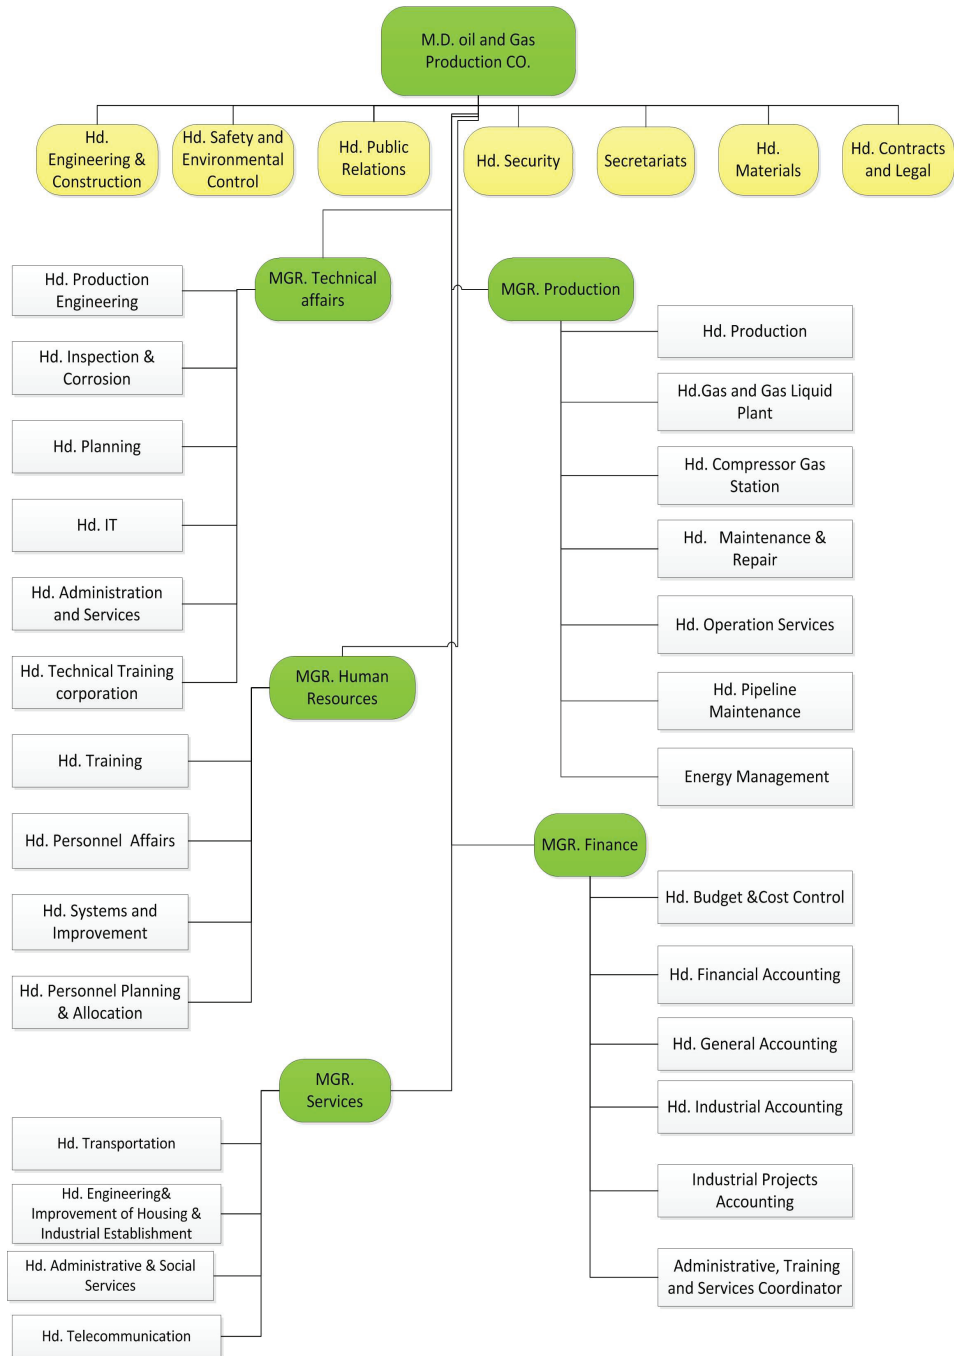 M.D. oil and Gas
Production CO.
Hd.
Engineering &
Construction
Hd. Safety and
Environmental
Control
Hd. Public
Relations
Hd. Security
Secretariats
Hd.
Materials
Hd. Contracts
and Legal
MGR. Technical
affairs
Hd. Production
Engineering
Hd. Inspection &
Corrosion
Hd. Planning
Hd. IT
Hd. Administration
and Services
Hd. Technical Training
corporation
MGR. Production
Hd. Production
Hd.Gas and Gas Liquid
Plant
Hd. Compressor Gas
Station
Hd.   Maintenance &
Repair
Hd. Operation Services
Hd. Pipeline
Maintenance
Energy Management
MGR. Human
Resources
Hd. Training
Hd. Personnel  Affairs
Hd. Systems and
Improvement
Hd. Personnel Planning
& Allocation
MGR. Finance
Hd. Budget &Cost Control
Hd. Financial Accounting
Hd. General Accounting
Hd. Industrial Accounting
Industrial Projects
Accounting
Administrative, Training
and Services Coordinator
MGR.
Services
Hd. Transportation
Hd. Engineering&
Improvement of Housing &
Industrial Establishment
Hd. Administrative & Social
Services
Hd. Telecommunication